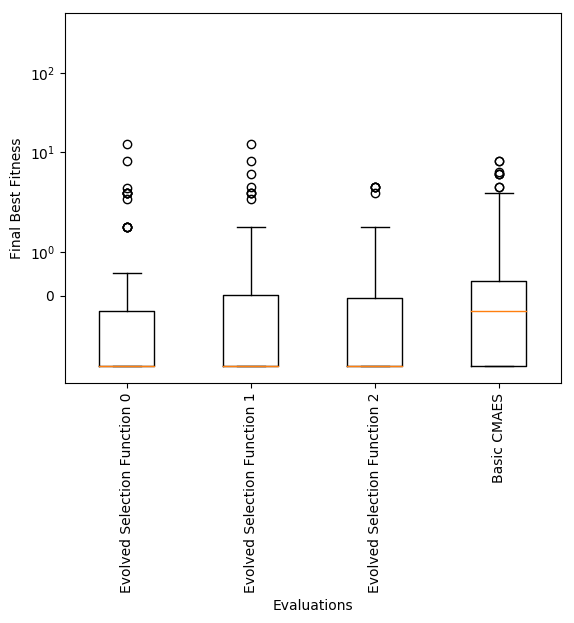 Final Best Fitness
10²
10¹
10⁰
0
Evolved Selection Function 0
Evolved Selection Function 1
Evolved Selection Function 2
Basic CMAES
Evaluations